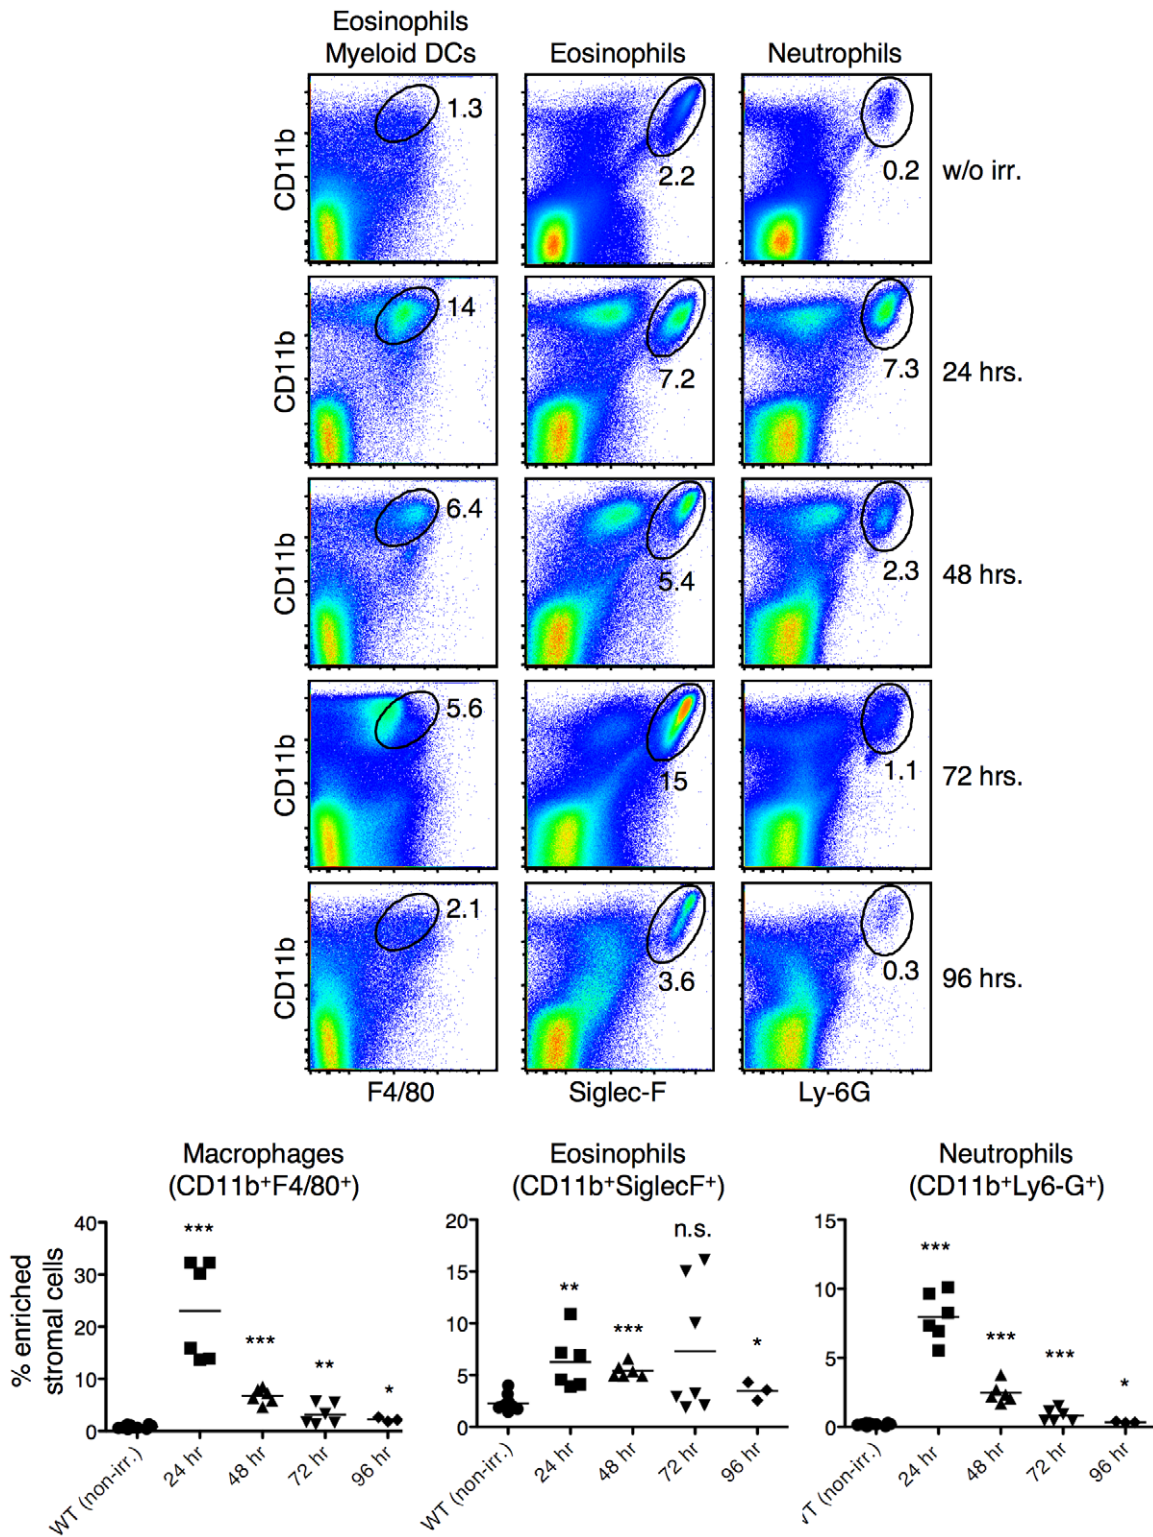 Eosinophils
Myeloid DCs
Eosinophils
Neutrophils
CD11b
1.3
2.2
0.2
w/o irr.
CD11b
14
7.2
7.3
24 hrs.
CD11b
6.4
5.4
2.3
48 hrs.
CD11b
5.6
15
1.1
72 hrs.
CD11b
2.1
3.6
0.3
96 hrs.
F4/80
Siglec-F
Ly-6G
Macrophages
(CD11b⁺F4/80⁺)
% enriched
stromal cells
40
30
20
10
0
***
***
**
*
WT (non-irr.)
24 hr
48 hr
72 hr
96 hr
Eosinophils
(CD11b⁺SiglecF⁺)
20
15
10
5
0
**
***
n.s.
*
WT (non-irr.)
24 hr
48 hr
72 hr
96 hr
Neutrophils
(CD11b⁺Ly6-G⁺)
15
10
5
0
***
***
***
*
VT (non-irr.)
24 hr
48 hr
72 hr
96 hr